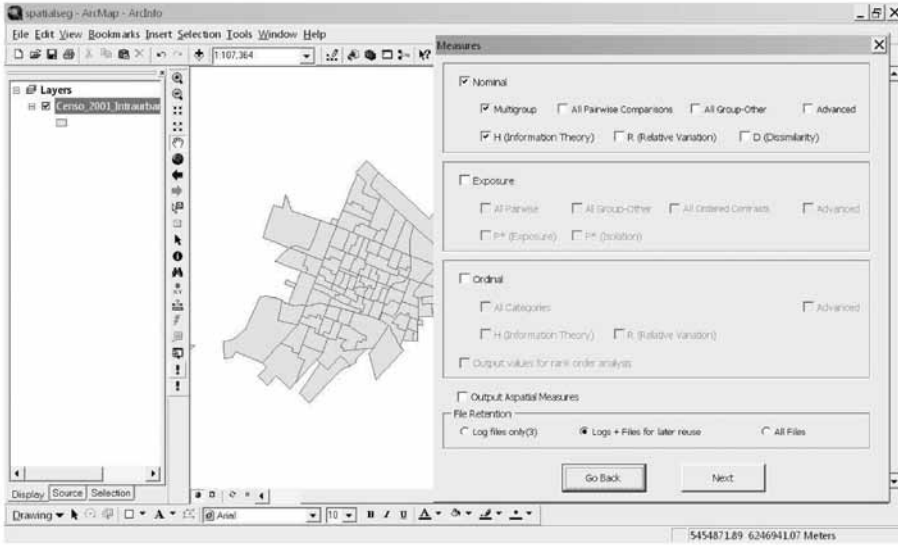 spatialseg - ArcMap - ArcInfo
File Edit View Bookmarks Insert Selection Tools Window Help
1:107,364
Layers
Censo_2001_Intraurban
Display Source Selection
Drawing A Arial 10 B I U A
5454871.89 6246941.07 Meters
Measures
Nominal
Multigroup All Pairwise Comparisons All Group-Other Advanced
H (Information Theory) R (Relative Variation) D (Dissimilarity)
Exposure
All Pairwise All Group-Other All Ordered Contrasts Advanced
P* (Exposure) P* (Isolation)
Ordinal
All Categories Advanced
H (Information Theory) R (Relative Variation)
Output values for rank order analysis
Output Aspatial Measures
File Retention
Log files only(3) Logs + Files for later reuse All Files
Go Back Next